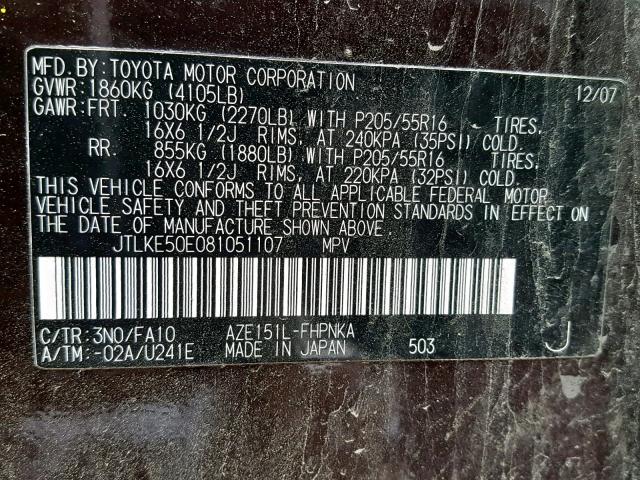 MFD.BY:TOYOTA MOTOR CORPORATION 12/07
GVWR:1860KG (4105LB)
GAWR:FRT. 1030KG (2270LB) WITH P205/55R16 TIRES,
16X6 1/2J RIMS, AT 240KPA (35PSI) COLD.
RR. 855KG (1880LB) WITH P205/55R16 TIRES,
16X6 1/2J RIMS, AT 220KPA (32PSI) COLD.
THIS VEHICLE CONFORMS TO ALL APPLICABLE FEDERAL MOTOR
VEHICLE SAFETY AND THEFT PREVENTION STANDARDS IN EFFECT ON
THE DATE OF MANUFACTURE SHOWN ABOVE.
JTLKE50E081051107 MPV
C/TR:3N0/FA10 AZE151L-FHPNKA J
A/TM:-02A/U241E MADE IN JAPAN 503